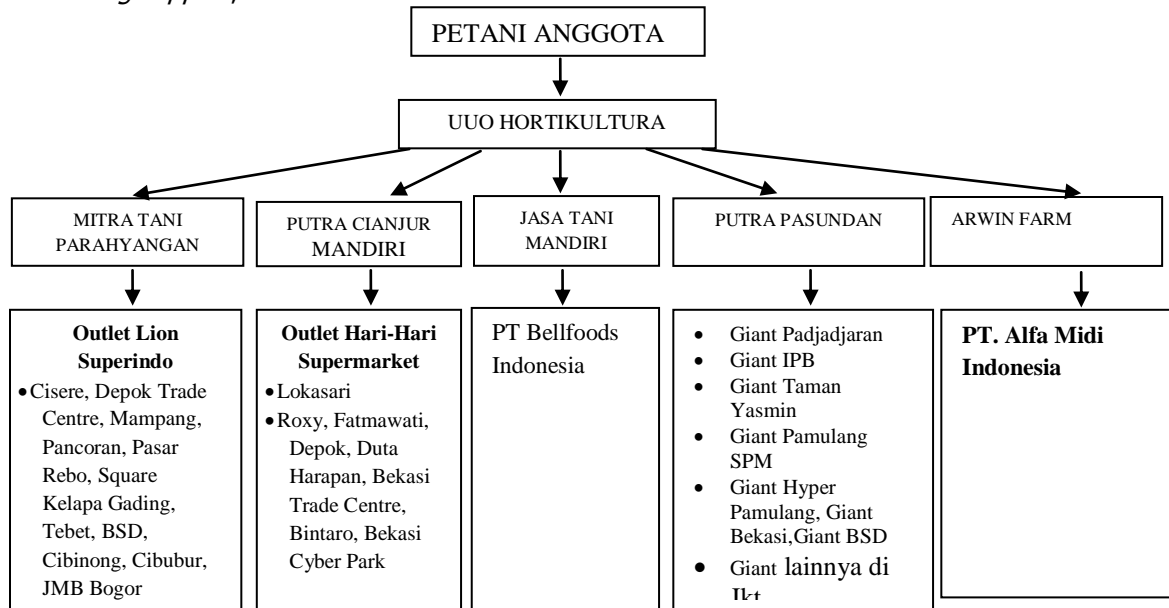 PETANI ANGGOTA
UUO HORTIKULTURA
MITRA TANI
PARAHYANGAN
PUTRA CIANJUR
MANDIRI
JASA TANI
MANDIRI
PUTRA PASUNDAN
ARWIN FARM
Outlet Lion
Superindo
•Cisere, Depok Trade
Centre, Mampang,
Pancoran, Pasar
Rebo, Square
Kelapa Gading,
Tebet, BSD,
Cibinong, Cibubur,
JMB Bogor
Outlet Hari-Hari
Supermarket
•Lokasari
•Roxy, Fatmawati,
Depok, Duta
Harapan, Bekasi
Trade Centre,
Bintaro, Bekasi
Cyber Park
PT Bellfoods
Indonesia
• Giant Padjadjaran
• Giant IPB
• Giant Taman
Yasmin
• Giant Pamulang
SPM
• Giant Hyper
Pamulang, Giant
Bekasi,Giant BSD
• Giant lainnya di
Jkt
PT. Alfa Midi
Indonesia